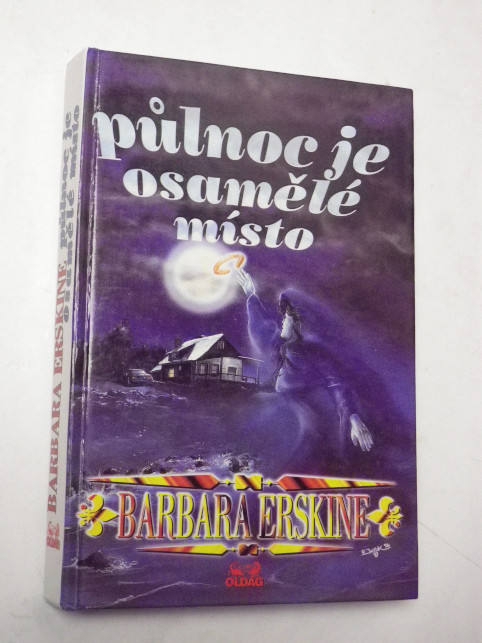 půlnoc je
osamělé
místo
BARBARA ERSKINE
OLDAG
BARBARA ERSKINE půlnoc je
osamělé místo